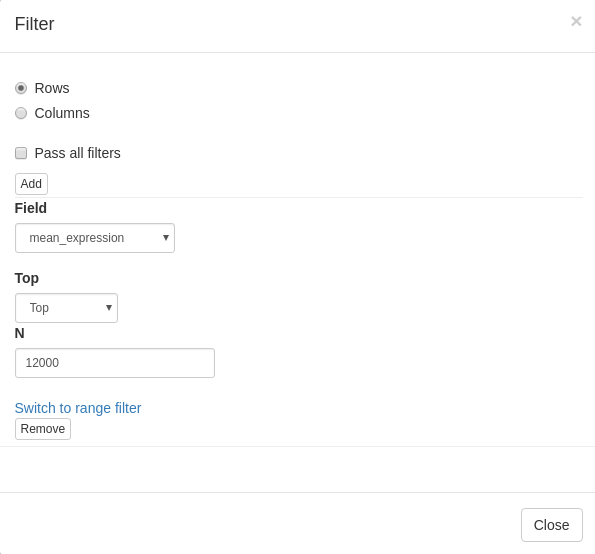 Filter ×
Rows
Columns
Pass all filters
Add
Field
mean_expression
Top
Top
N
12000
Switch to range filter
Remove
Close